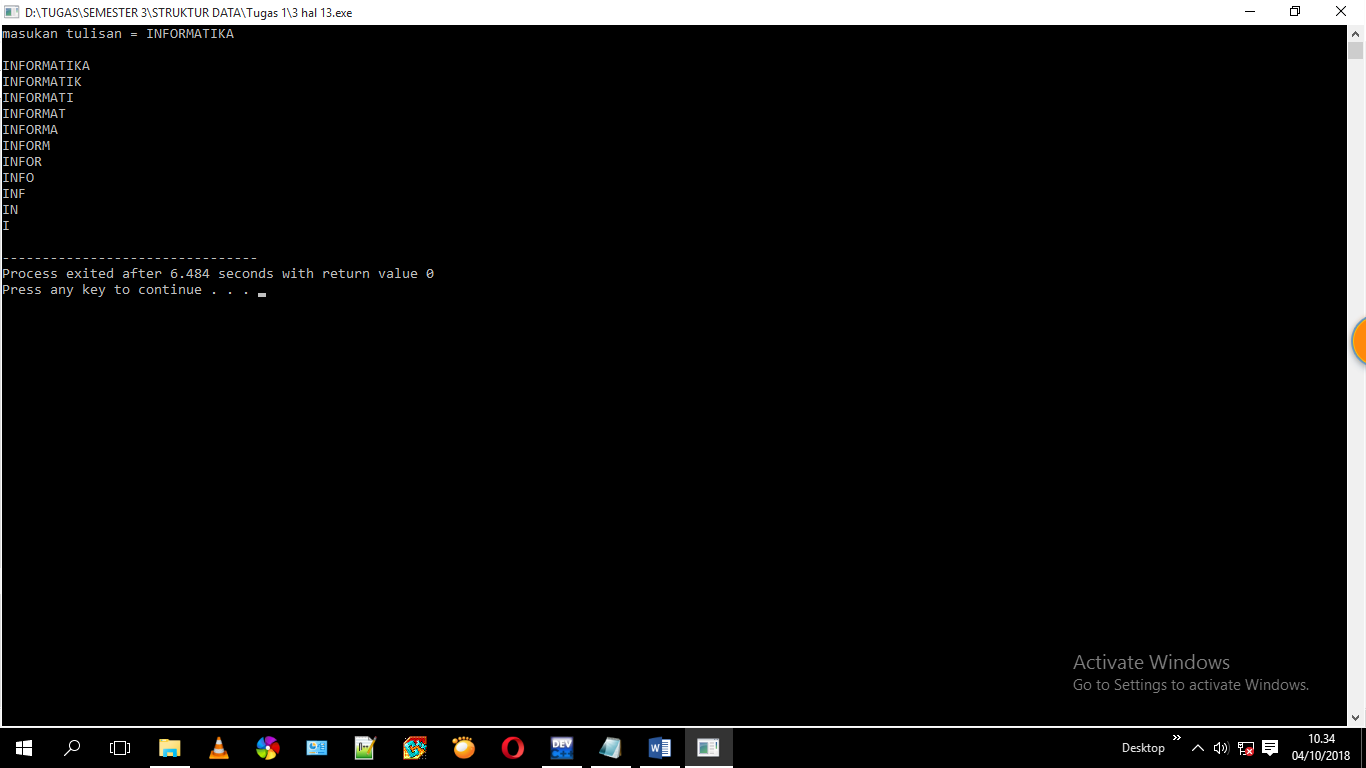 D:\TUGAS\SEMESTER 3\STRUKTUR DATA\Tugas 1\3 hal 13.exe
masukan tulisan = INFORMATIKA
INFORMATIKA
INFORMATIK
INFORMATI
INFORMAT
INFORMA
INFORM
INFOR
INFO
INF
IN
I
--------------------------------
Process exited after 6.484 seconds with return value 0
Press any key to continue . . .
Activate Windows
Go to Settings to activate Windows.
DEV
Desktop
10.34
04/10/2018